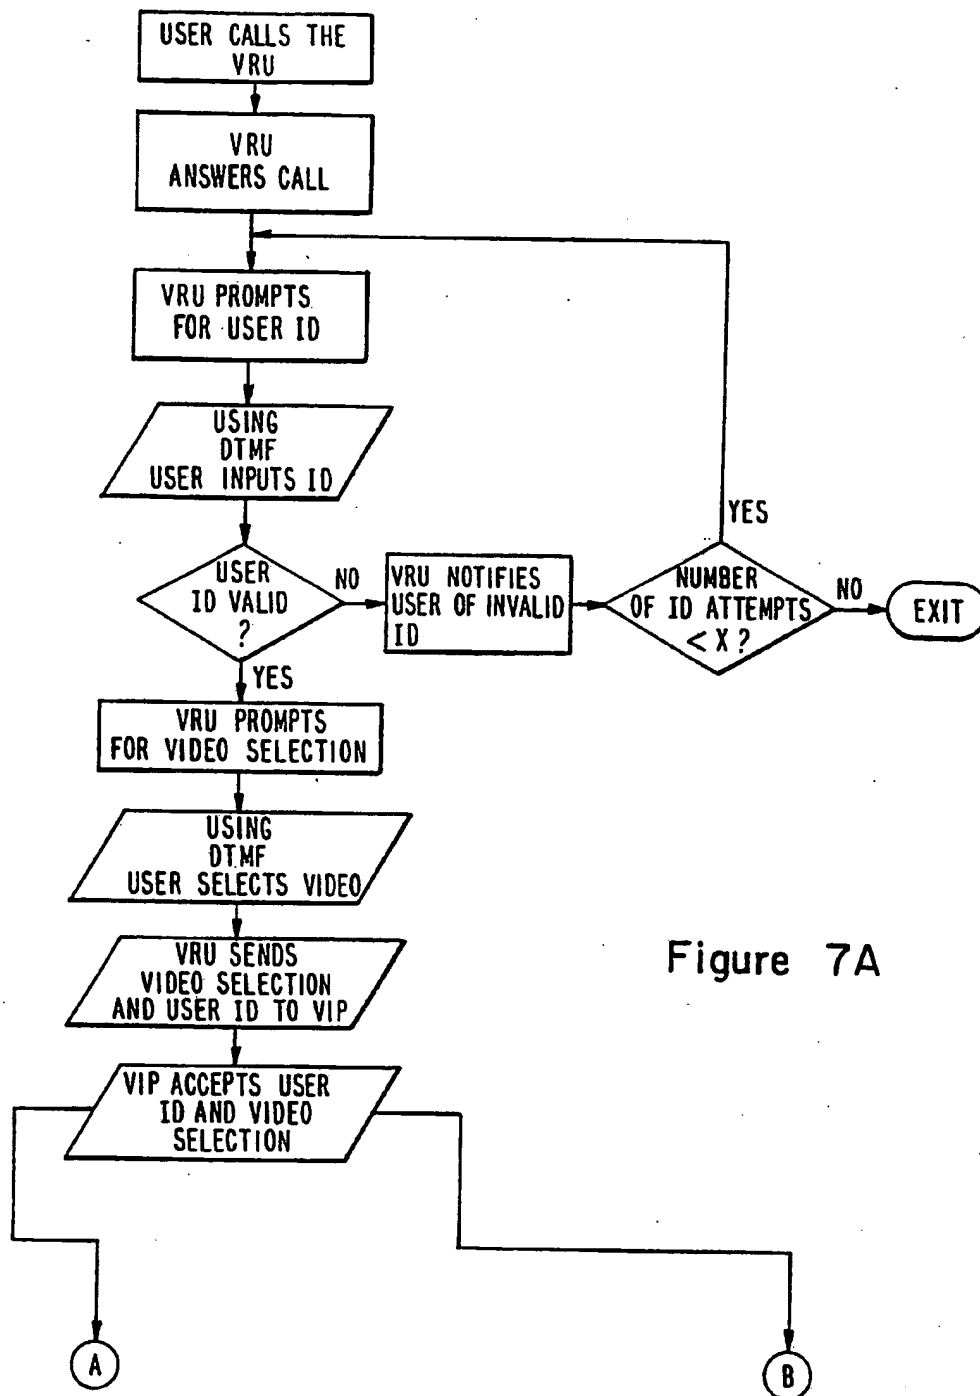 USER CALLS THE
VRU
VRU
ANSWERS CALL
VRU PROMPTS
FOR USER ID
USING
DTMF
USER INPUTS ID
YES
USER
ID VALID
?
NO
VRU NOTIFIES
USER OF INVALID
ID
NUMBER
OF ID ATTEMPTS
< X ?
NO
EXIT
YES
VRU PROMPTS
FOR VIDEO SELECTION
USING
DTMF
USER SELECTS VIDEO
VRU SENDS
VIDEO SELECTION
AND USER ID TO VIP
Figure 7A
VIP ACCEPTS USER
ID AND VIDEO
SELECTION
A
B